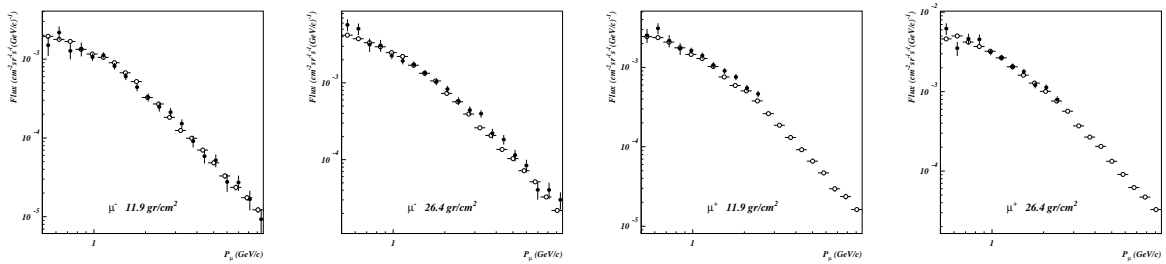 Flux (cm⁻²sr⁻¹s⁻¹(GeV/c)⁻¹)
10⁻³
10⁻⁴
10⁻⁵
μ⁻ 11.9 gr/cm²
1
P_μ (GeV/c)
Flux (cm⁻²sr⁻¹s⁻¹(GeV/c)⁻¹)
10⁻³
10⁻⁴
10⁻⁵
μ⁻ 26.4 gr/cm²
1
P_μ (GeV/c)
Flux (cm⁻²sr⁻¹s⁻¹(GeV/c)⁻¹)
10⁻²
10⁻³
10⁻⁴
10⁻⁵
μ⁺ 11.9 gr/cm²
1
P_μ (GeV/c)
Flux (cm⁻²sr⁻¹s⁻¹(GeV/c)⁻¹)
10⁻²
10⁻³
10⁻⁴
μ⁺ 26.4 gr/cm²
1
P_μ (GeV/c)